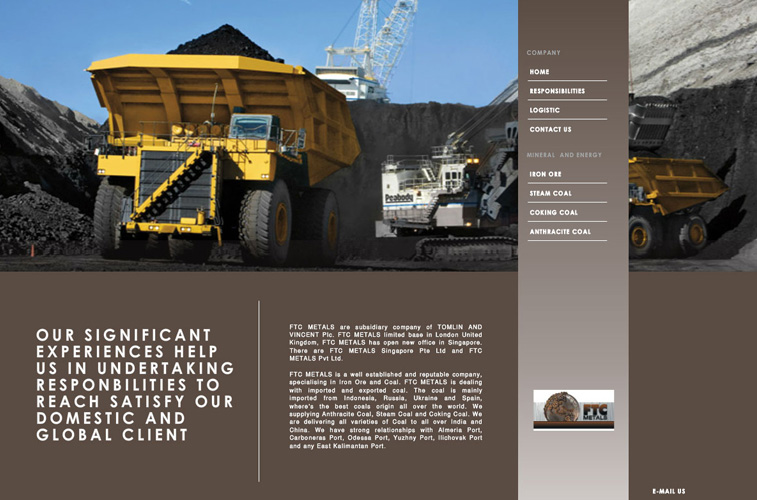 COMPANY
HOME
RESPONSIBILITIES
LOGISTIC
CONTACT US
MINERAL AND ENERGY
IRON ORE
STEAM COAL
COKING COAL
ANTHRACITE COAL
Peabody
OUR SIGNIFICANT
EXPERIENCES HELP
US IN UNDERTAKING
RESPONBILITIES TO
REACH SATISFY OUR
DOMESTIC AND
GLOBAL CLIENT
FTC METALS are subsidiary company of TOMLIN AND
VINCENT Plc. FTC METALS limited base in London United
Kingdom, FTC METALS has open new office in Singapore.
There are FTC METALS Singapore Pte Ltd and FTC
METALS Pvt Ltd.
FTC METALS is a well established and reputable company,
specialising in Iron Ore and Coal. FTC METALS is dealing
with imported and exported coal. The coal is mainly
imported from Indonesia, Russia, Ukraine and Spain,
where's the best coals origin all over the world. We
supplying Anthracite Coal, Steam Coal and Coking Coal. We
are delivering all varieties of Coal to all over India and
China. We have strong relationships with Almeria Port,
Carboneras Port, Odessa Port, Yuzhny Port, Ilichovsk Port
and any East Kalimantan Port.
FTC
METALS
E-MAIL US